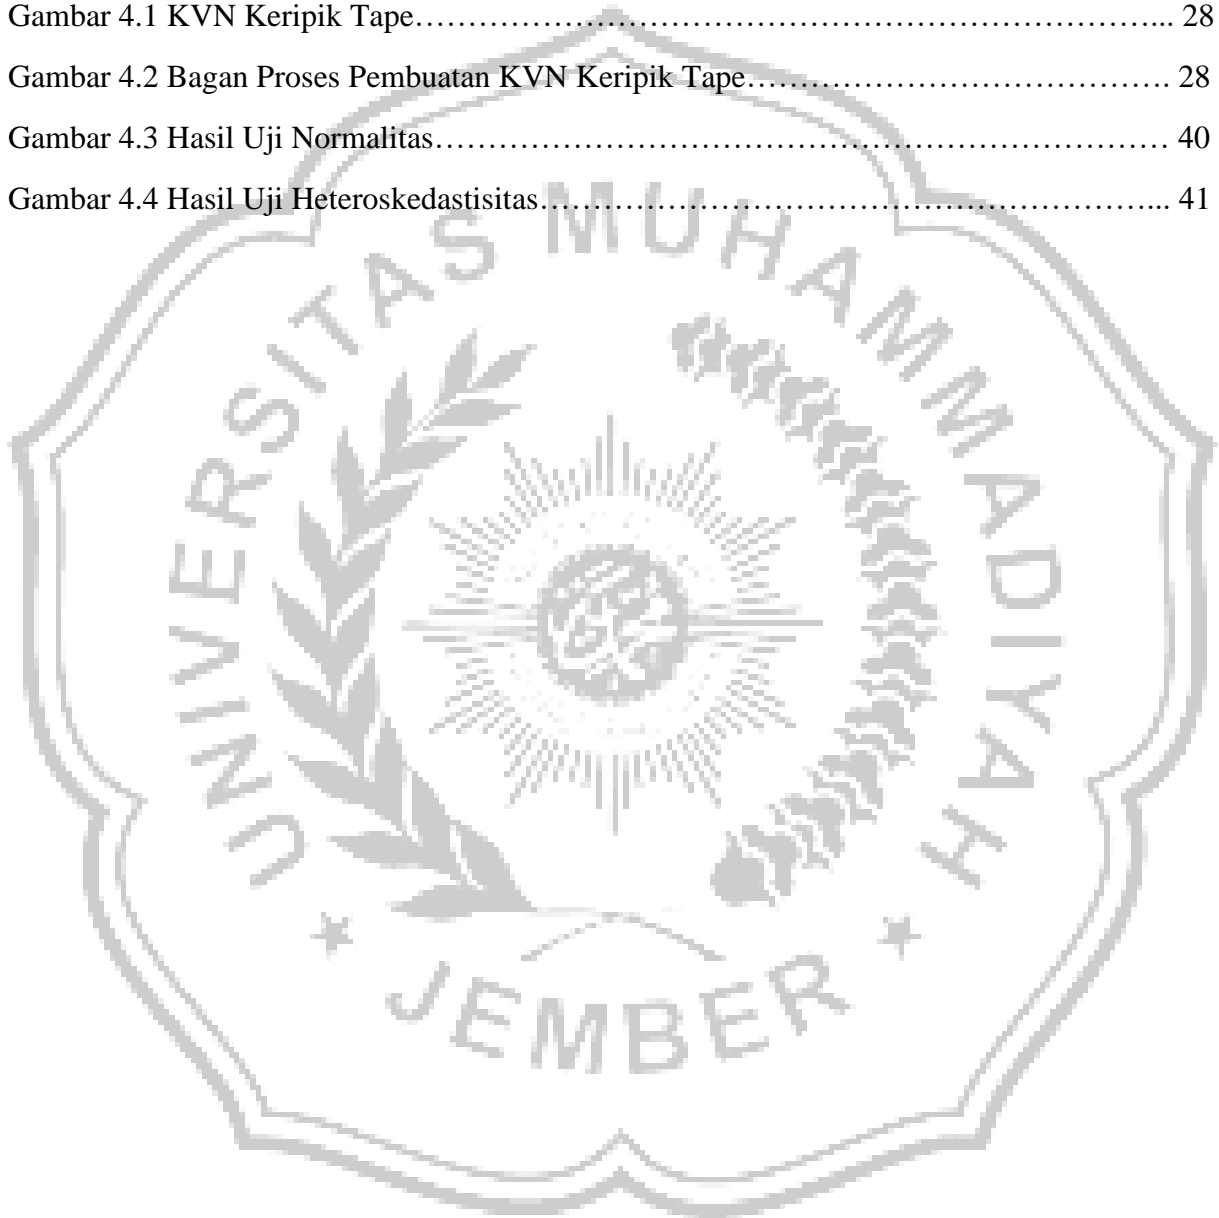 Gambar 4.1 KVN Keripik Tape…………………………………………………………………... 28
Gambar 4.2 Bagan Proses Pembuatan KVN Keripik Tape……………………………………. 28
Gambar 4.3 Hasil Uji Normalitas………………………………………………………………… 40
Gambar 4.4 Hasil Uji Heteroskedastisitas………………………………………………………... 41
UNIVERSITAS MUHAMMADIYAH
JEMBER